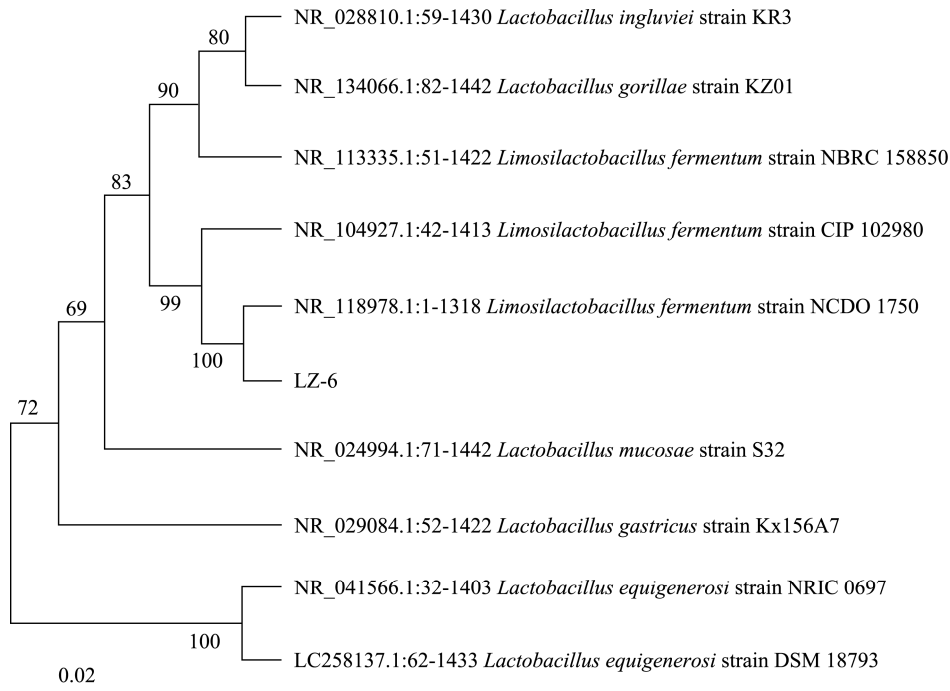 NR_028810.1:59-1430 Lactobacillus ingluviei strain KR3
80
NR_134066.1:82-1442 Lactobacillus gorillae strain KZ01
90
NR_113335.1:51-1422 Limosilactobacillus fermentum strain NBRC 158850
83
NR_104927.1:42-1413 Limosilactobacillus fermentum strain CIP 102980
99
NR_118978.1:1-1318 Limosilactobacillus fermentum strain NCDO 1750
69
100
LZ-6
72
NR_024994.1:71-1442 Lactobacillus mucosae strain S32
NR_029084.1:52-1422 Lactobacillus gastricus strain Kx156A7
NR_041566.1:32-1403 Lactobacillus equigenerosi strain NRIC 0697
100
LC258137.1:62-1433 Lactobacillus equigenerosi strain DSM 18793
0.02